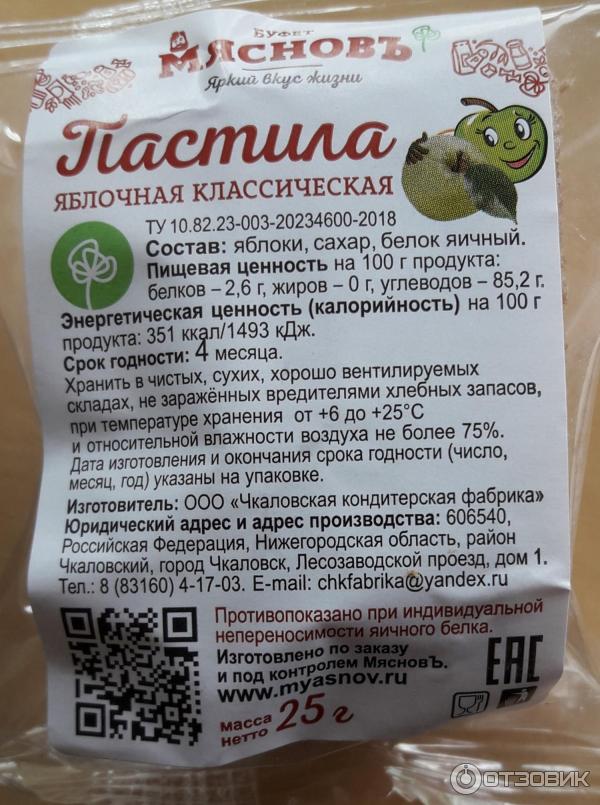 Буфет
МЯСНОВЪ
Яркий вкус жизни
Пастила
ЯБЛОЧНАЯ КЛАССИЧЕСКАЯ
ТУ 10.82.23-003-20234600-2018
Состав: яблоки, сахар, белок яичный.
Пищевая ценность на 100 г продукта:
белков – 2,6 г, жиров – 0 г, углеводов – 85,2 г.
Энергетическая ценность (калорийность) на 100 г
продукта: 351 ккал/1493 кДж.
Срок годности: 4 месяца.
Хранить в чистых, сухих, хорошо вентилируемых
складах, не заражённых вредителями хлебных запасов,
при температуре хранения от +6 до +25°С
и относительной влажности воздуха не более 75%.
Дата изготовления и окончания срока годности (число,
месяц, год) указаны на упаковке.
Изготовитель: ООО «Чкаловская кондитерская фабрика»
Юридический адрес и адрес производства: 606540,
Российская Федерация, Нижегородская область, район
Чкаловский, город Чкаловск, Лесозаводской проезд, дом 1.
Тел.: 8 (83160) 4-17-03. E-mail: chkfabrika@yandex.ru
Противопоказано при индивидуальной
непереносимости яичного белка.
Изготовлено по заказу
и под контролем МясновЪ.
www.myasnov.ru
масса
нетто 25 г
ЕАС
ОТЗОВИК